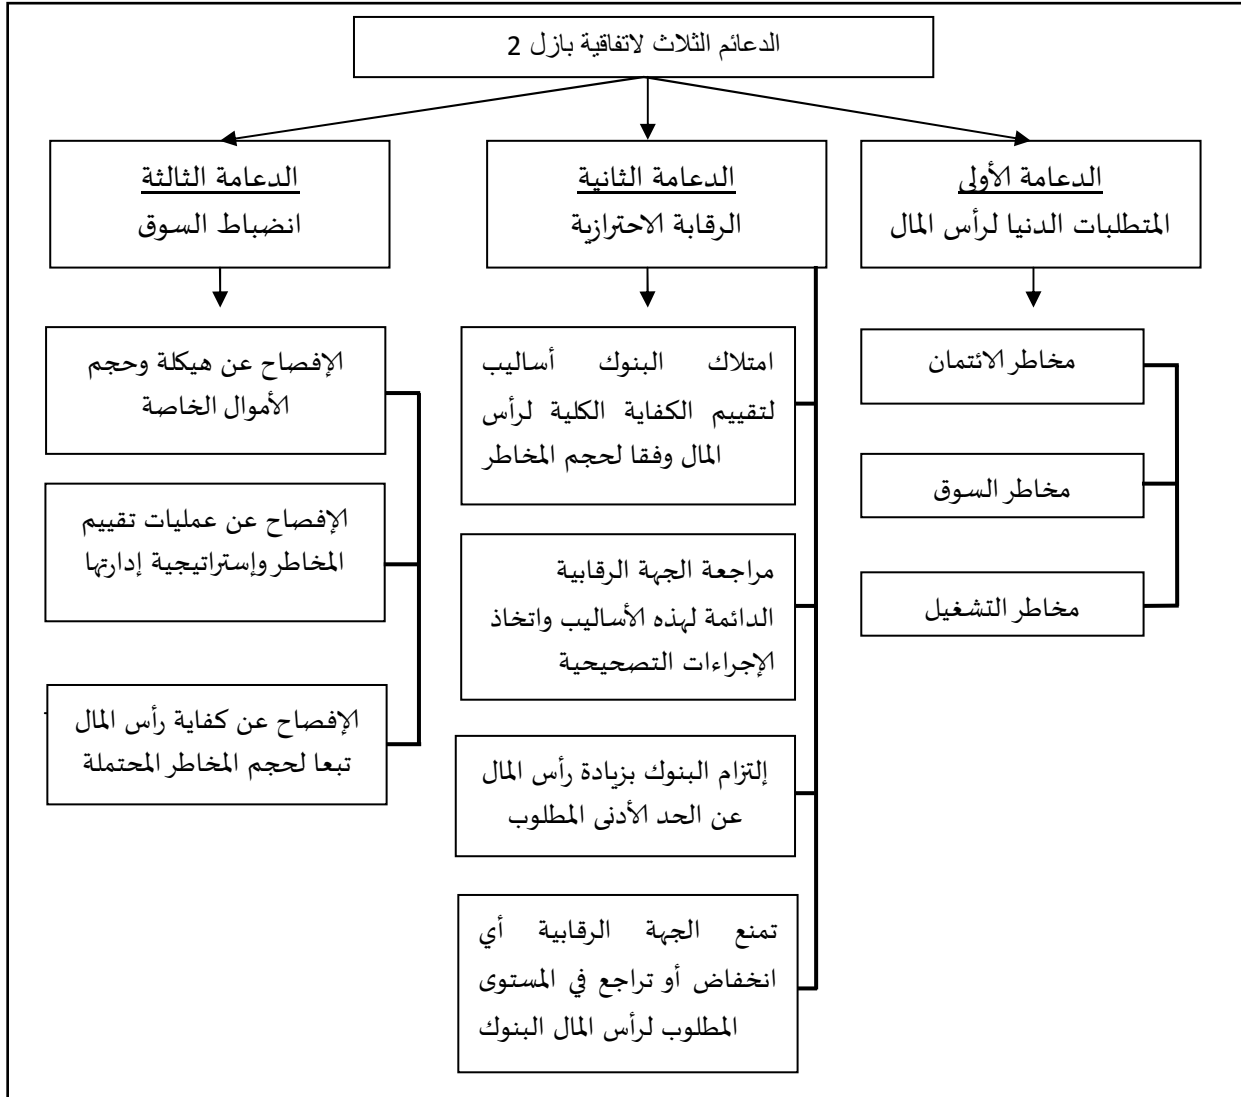 الدعائم الثلاث لاتفاقية بازل 2
الدعامة الأولى
المتطلبات الدنيا لرأس المال
مخاطر الائتمان
مخاطر السوق
مخاطر التشغيل
الدعامة الثانية
الرقابة الاحترازية
امتلاك البنوك أساليب
لتقييم الكفاية الكلية لرأس
المال وفقا لحجم المخاطر
مراجعة الجهة الرقابية
الدائمة لهذه الأساليب واتخاذ
الإجراءات التصحيحية
إلتزام البنوك بزيادة رأس المال
عن الحد الأدنى المطلوب
تمنع الجهة الرقابية أي
انخفاض أو تراجع في المستوى
المطلوب لرأس المال البنوك
الدعامة الثالثة
انضباط السوق
الإفصاح عن هيكلة وحجم
الأموال الخاصة
الإفصاح عن عمليات تقييم
المخاطر وإستراتيجية إدارتها
الإفصاح عن كفاية رأس المال
تبعا لحجم المخاطر المحتملة